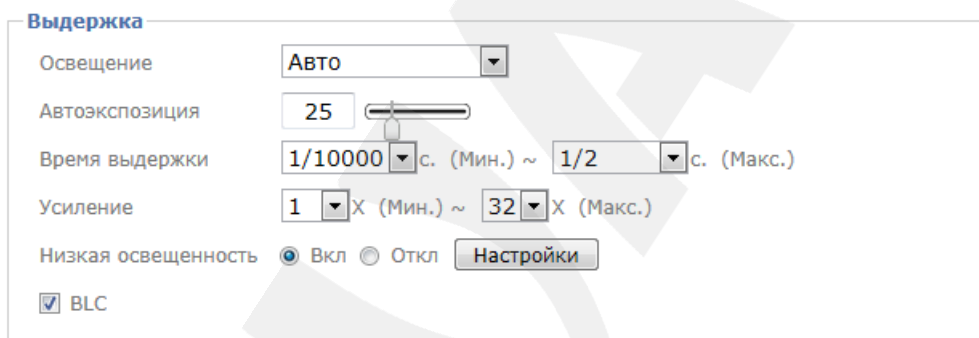 Выдержка
Освещение Авто
Автоэкспозиция 25
Время выдержки 1/10000 с. (Мин.) ~ 1/2 с. (Макс.)
Усиление 1 X (Мин.) ~ 32 X (Макс.)
Низкая освещенность Вкл Откл Настройки
BLC